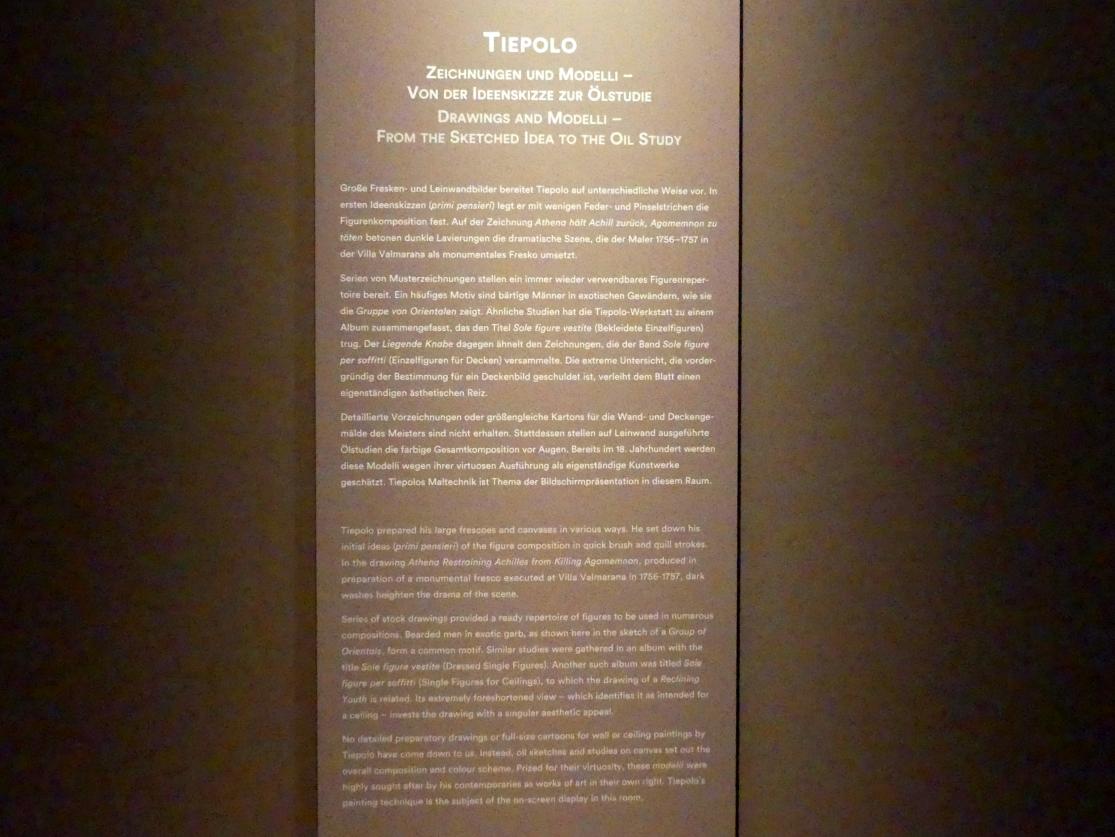 TIEPOLO
ZEICHNUNGEN UND MODELLI –
VON DER IDEENSKIZZE ZUR ÖLSTUDIE
DRAWINGS AND MODELLI –
FROM THE SKETCHED IDEA TO THE OIL STUDY
Große Fresken- und Leinwandbilder bereitet Tiepolo auf unterschiedliche Weise vor. In
ersten Ideenskizzen (primi pensieri) legt er mit wenigen Feder- und Pinselstrichen die
Figurenkomposition fest. Auf der Zeichnung Athena hält Achill zurück, Agamemnon zu
töten betonen dunkle Lavierungen die dramatische Szene, die der Maler 1756–1757 in
der Villa Valmarana als monumentales Fresko umsetzt.
Serien von Musterzeichnungen stellen ein immer wieder verwendbares Figurenreper-
toire bereit. Ein häufiges Motiv sind bärtige Männer in exotischen Gewändern, wie sie
die Gruppe von Orientalen zeigt. Ähnliche Studien hat die Tiepolo-Werkstatt zu einem
Album zusammengefasst, das den Titel Sole figure vestite (Bekleidete Einzelfiguren)
trug. Der Liegende Knabe dagegen ähnelt den Zeichnungen, die der Band Sole figure
per soffitti (Einzelfiguren für Decken) versammelte. Die extreme Untersicht, die vorder-
gründig der Bestimmung für ein Deckenbild geschuldet ist, verleiht dem Blatt einen
eigenständigen ästhetischen Reiz.
Detaillierte Vorzeichnungen oder größengleiche Kartons für die Wand- und Deckenge-
mälde des Meisters sind nicht erhalten. Stattdessen stellen auf Leinwand ausgeführte
Ölstudien die farbige Gesamtkomposition vor Augen. Bereits im 18. Jahrhundert werden
diese Modelli wegen ihrer virtuosen Ausführung als eigenständige Kunstwerke
geschätzt. Tiepolos Maltechnik ist Thema der Bildschirmpräsentation in diesem Raum.
Tiepolo prepared his large frescoes and canvases in various ways. He set down his
initial ideas (primi pensieri) of the figure composition in quick brush and quill strokes.
In the drawing Athena Restraining Achilles from Killing Agamemnon, produced in
preparation of a monumental fresco executed at Villa Valmarana in 1756-1757, dark
washes heighten the drama of the scene.
Series of stock drawings provided a ready repertoire of figures to be used in numerous
compositions. Bearded men in exotic garb, as shown here in the sketch of a Group of
Orientals, form a common motif. Similar studies were gathered in an album with the
title Sole figure vestite (Dressed Single Figures). Another such album was titled Sole
figure per soffitti (Single Figures for Ceilings), to which the drawing of a Reclining
Youth is related. Its extremely foreshortened view – which identifies it as intended for
a ceiling – invests the drawing with a singular aesthetic appeal.
No detailed preparatory drawings or full-size cartoons for wall or ceiling paintings by
Tiepolo have come down to us. Instead, oil sketches and studies on canvas set out the
overall composition and colour scheme. Prized for their virtuosity, these modelli were
highly sought after by his contemporaries as works of art in their own right. Tiepolo's
painting technique is the subject of the on-screen display in this room.